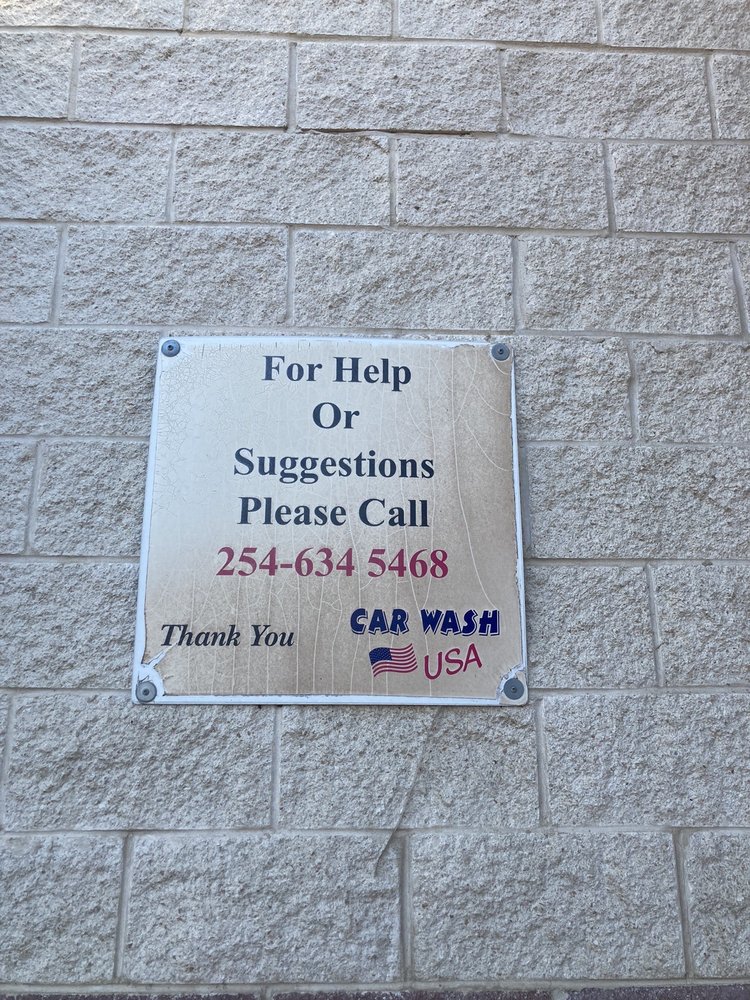 For Help
Or
Suggestions
Please Call
254-634 5468
Thank You
CAR WASH
USA